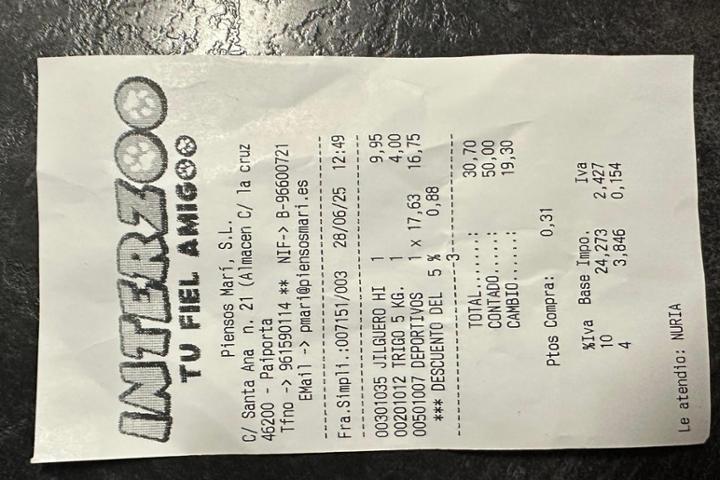 INTERZOO
TU FIEL AMIGOO
Piensos Marí, S.L.
C/ Santa Ana n. 21 (Almacen C/ la cruz
46200 - Paiporta
Tfno -> 961590114 ** NIF-> B-96600721
EMail -> pmari@piensosmari.es
Fra.Simpli.:007151/003 28/06/25 12:49
00301035 JILGUERO HI 1 9,95
00201012 TRIGO 5 KG. 1 4,00
00501007 DEPORTIVOS 1 x 17,63 16,75
*** DESCUENTO DEL 5 % 0,88
3
TOTAL........: 30,70
CONTADO......: 50,00
CAMBIO.......: 19,30
Ptos Compra: 0,31
%Iva Base Impo. Iva
10 24,273 2,427
4 3,846 0,154
Le atendio: NURIA